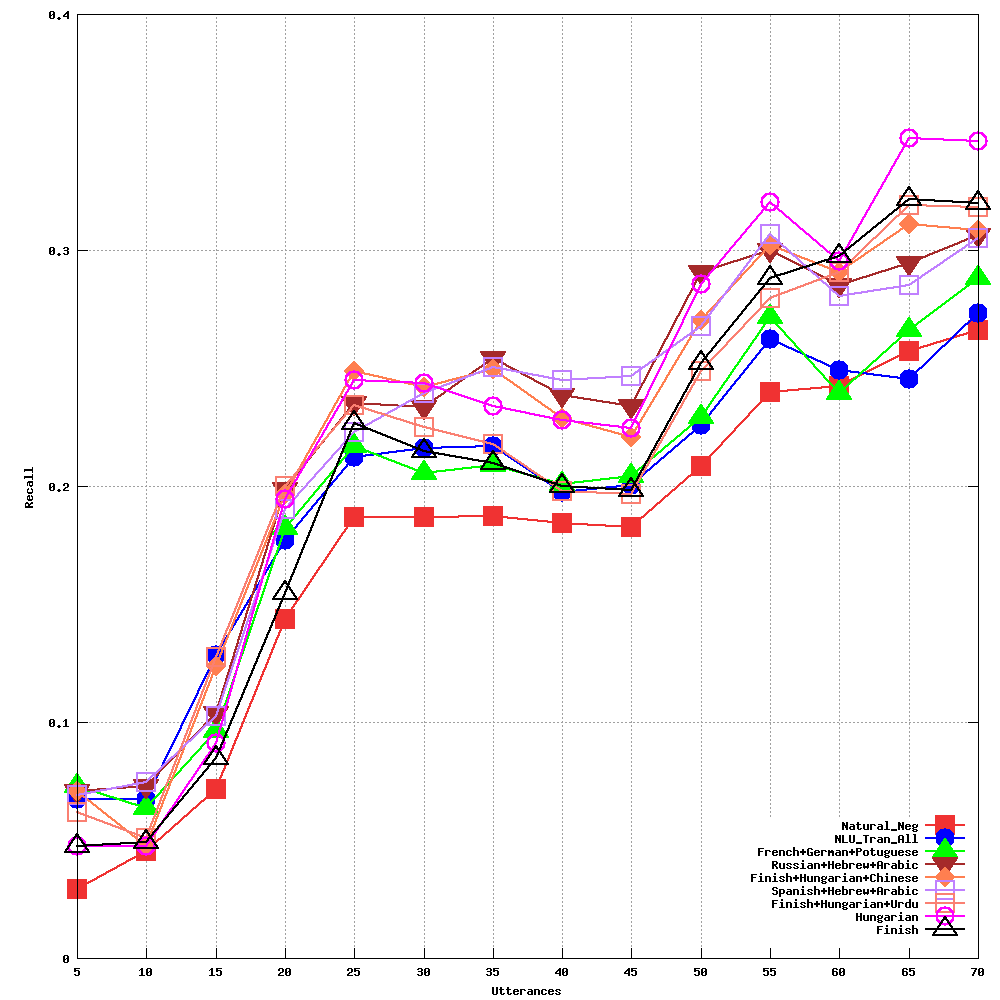 0.4
0.3
0.2
0.1
0
Recall
Natural_Neg
NLU_Tran_All
French+German+Potuguese
Russian+Hebrew+Arabic
Finish+Hungarian+Chinese
Spanish+Hebrew+Arabic
Finish+Hungarian+Urdu
Hungarian
Finish
5 10 15 20 25 30 35 40 45 50 55 60 65 70
Utterances